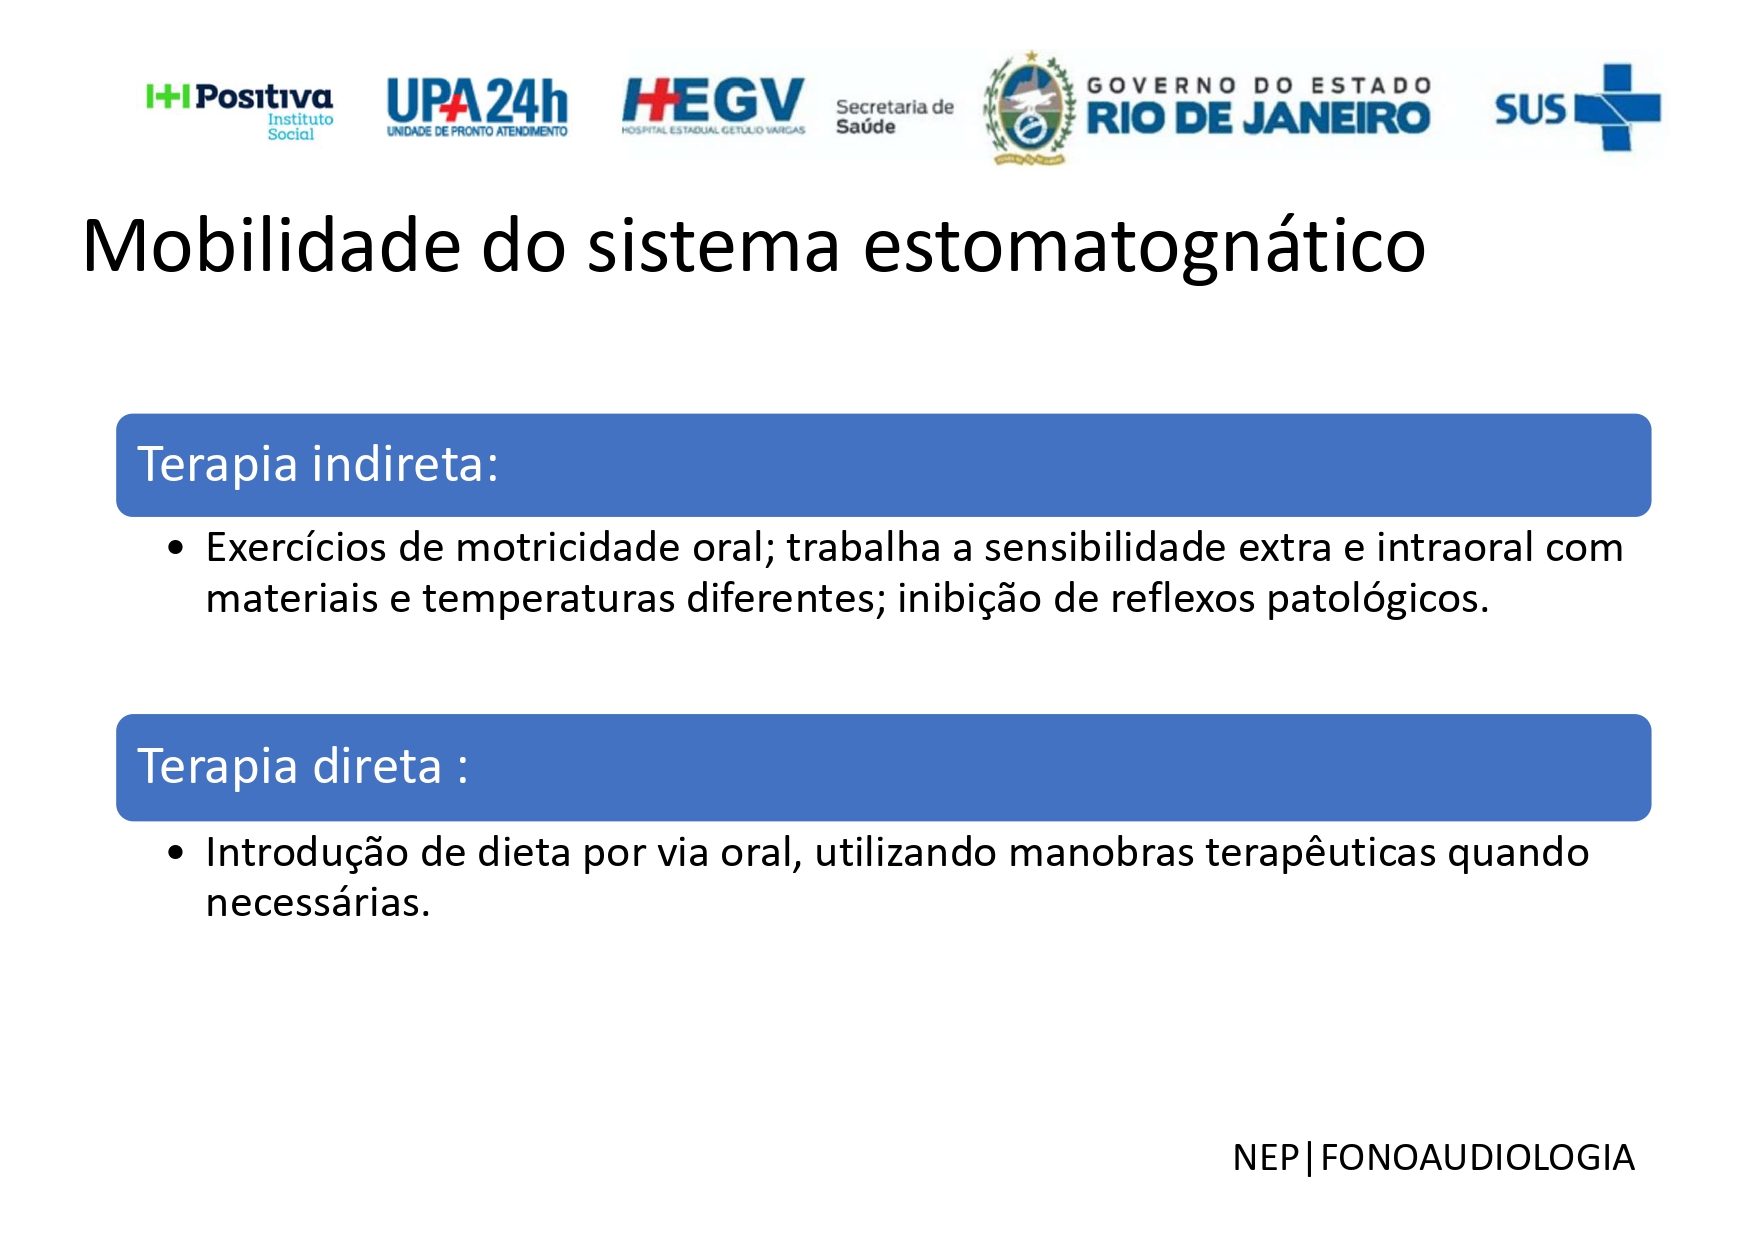 Positiva
Instituto
Social
UPA 24h
UNIDADE DE PRONTO ATENDIMENTO
HEGV
HOSPITAL ESTADUAL GETÚLIO VARGAS
Secretaria de
Saúde
GOVERNO DO ESTADO
RIO DE JANEIRO
SUS
Mobilidade do sistema estomatognático
Terapia indireta:
• Exercícios de motricidade oral; trabalha a sensibilidade extra e intraoral com
materiais e temperaturas diferentes; inibição de reflexos patológicos.
Terapia direta :
• Introdução de dieta por via oral, utilizando manobras terapêuticas quando
necessárias.
NEP|FONOAUDIOLOGIA